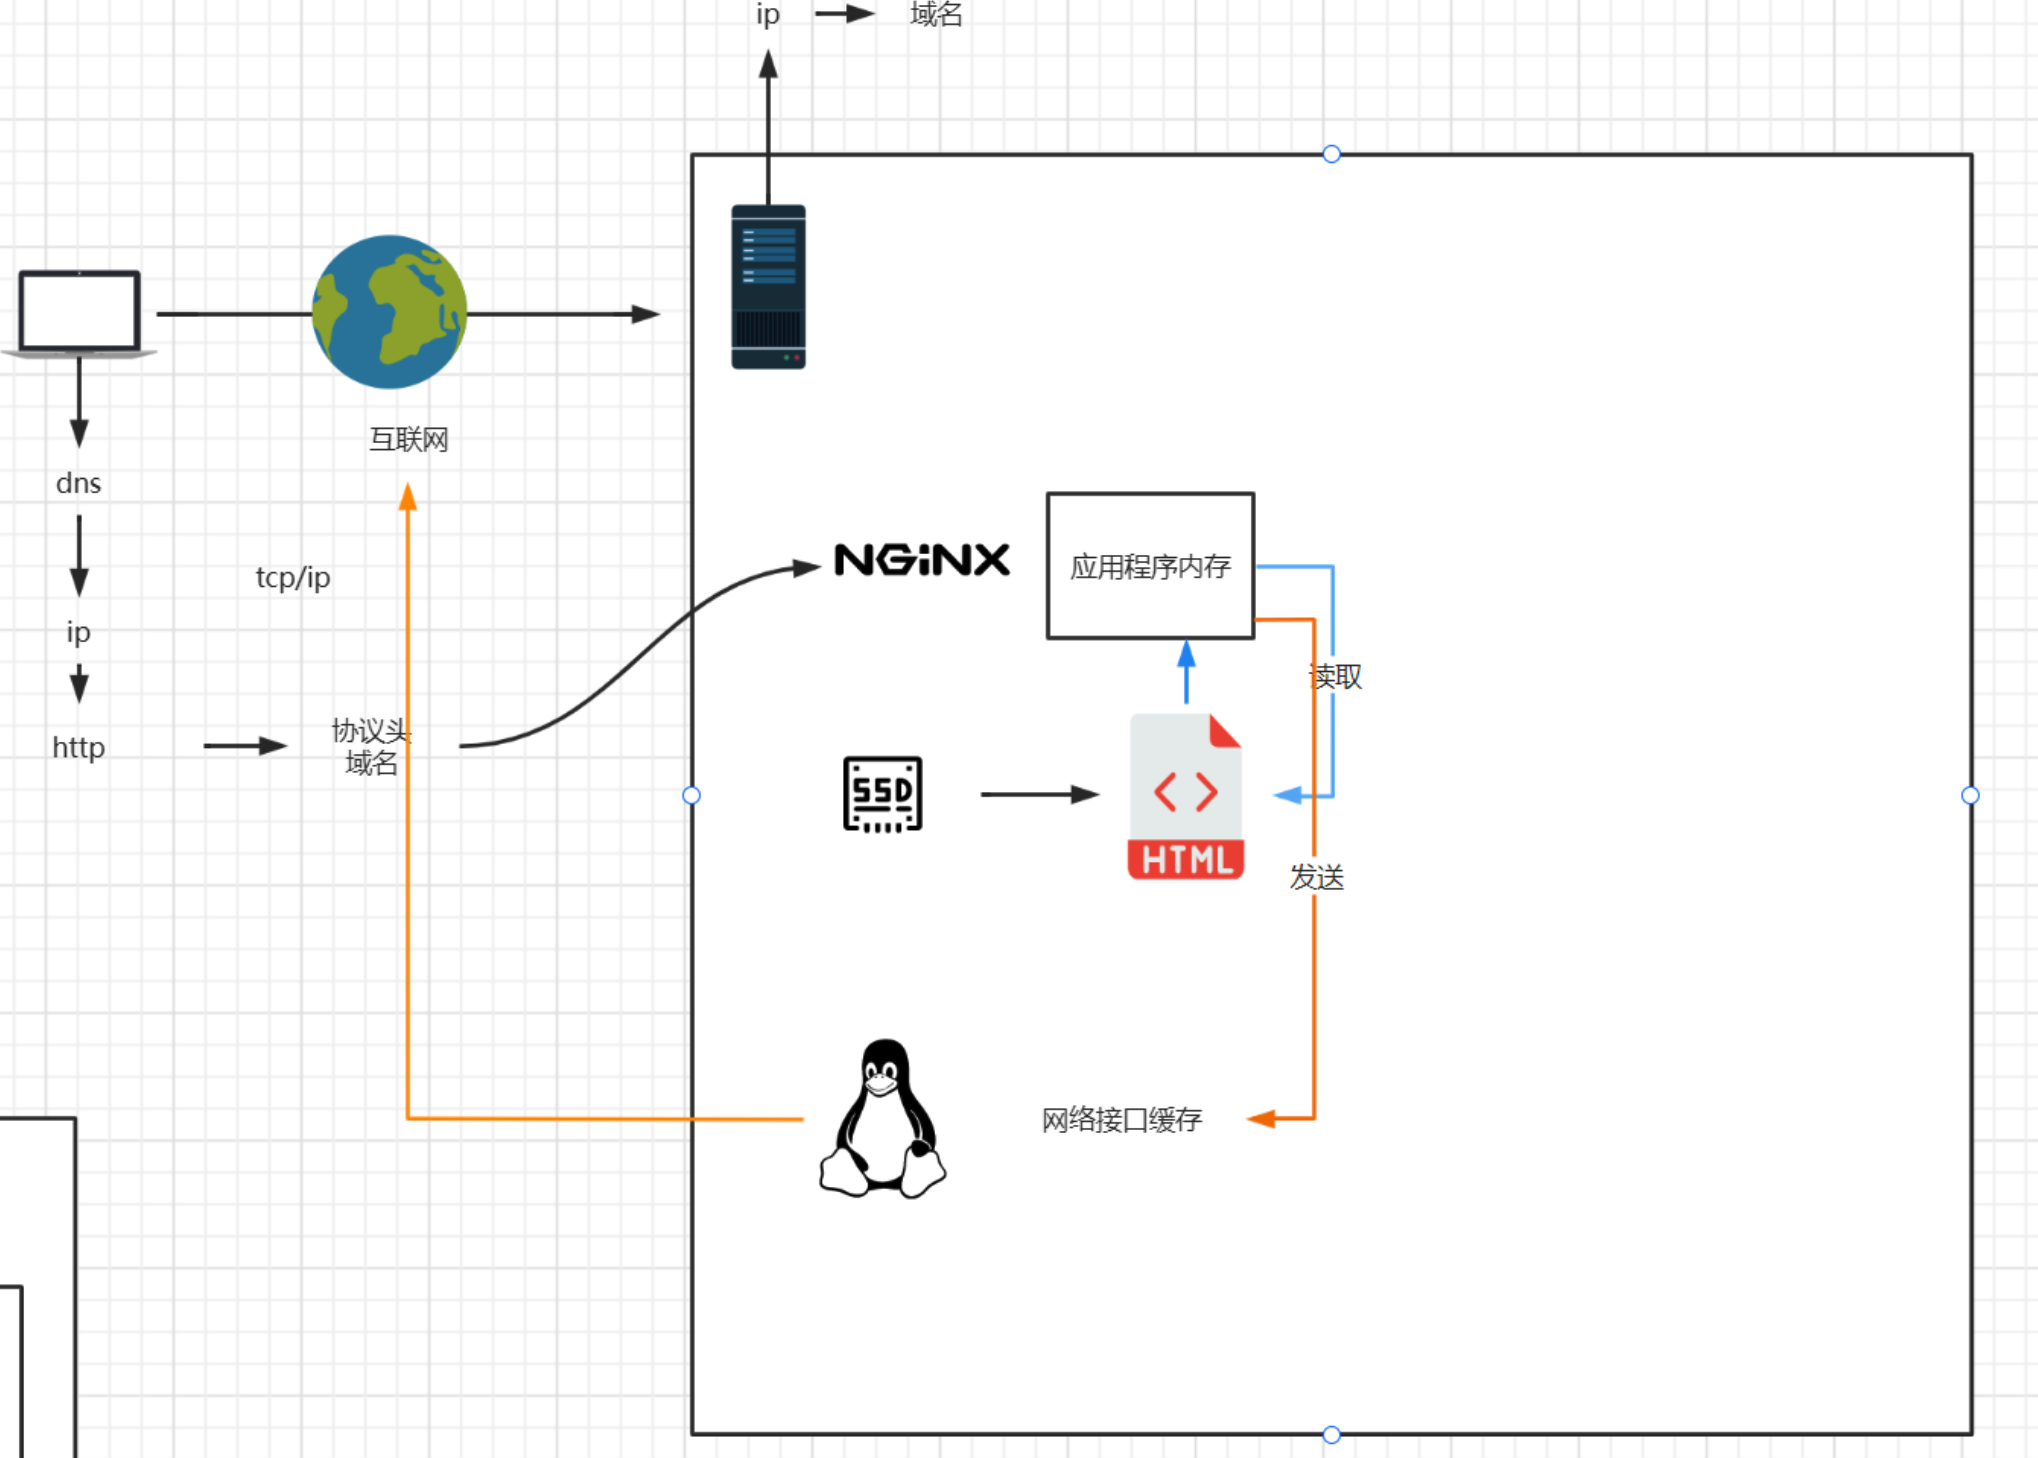 ip
域名
互联网
dns
tcp/ip
ip
http
协议头
域名
NGiNX
应用程序内存
读取
SSD
HTML
发送
网络接口缓存